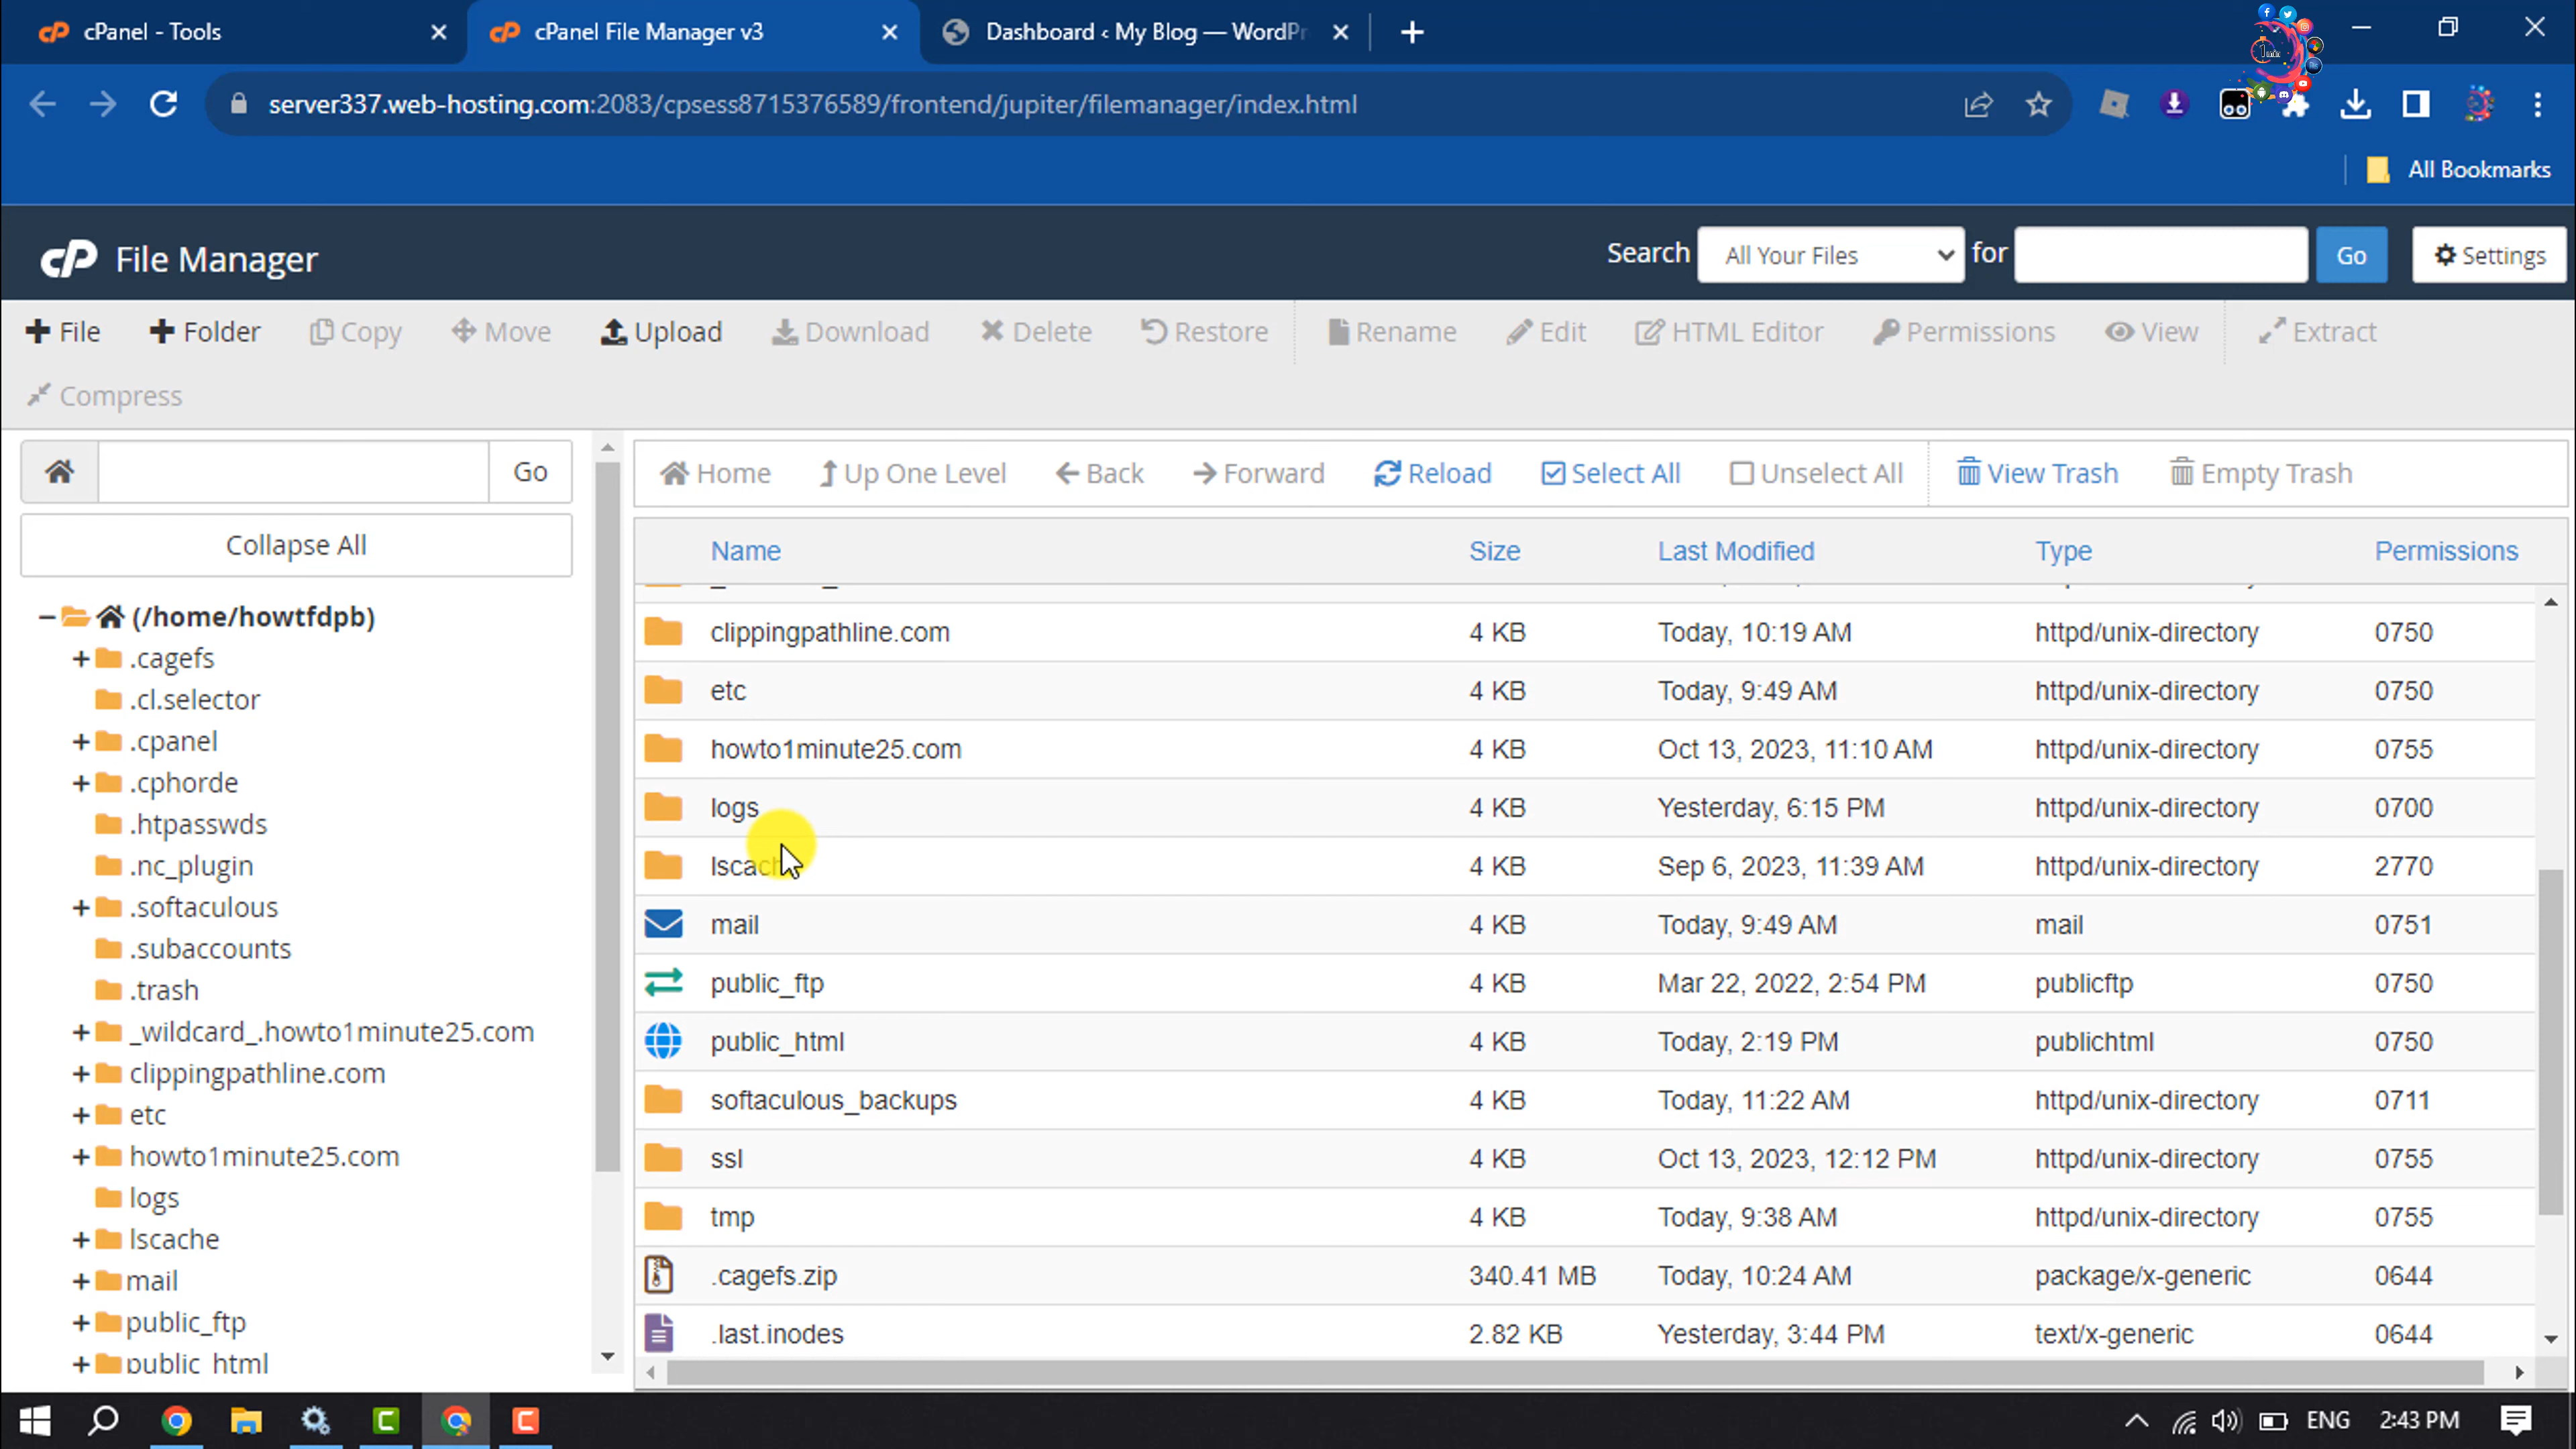 cPanel - Tools
cPanel File Manager v3
Dashboard ‹ My Blog — WordPr
server337.web-hosting.com:2083/cpsess8715376589/frontend/jupiter/filemanager/index.html
All Bookmarks
cP File Manager
Search All Your Files for Go Settings
File Folder Copy Move Upload Download Delete Restore Rename Edit HTML Editor Permissions View Extract
Compress
Go
Collapse All
(/home/howtfdpb)
.cagefs
.cl.selector
.cpanel
.cphorde
.htpasswds
.nc_plugin
.softaculous
.subaccounts
.trash
_wildcard_.howto1minute25.com
clippingpathline.com
etc
howto1minute25.com
logs
lscache
mail
public_ftp
public_html
Home Up One Level Back Forward Reload Select All Unselect All View Trash Empty Trash
Name Size Last Modified Type Permissions
clippingpathline.com 4 KB Today, 10:19 AM httpd/unix-directory 0750
etc 4 KB Today, 9:49 AM httpd/unix-directory 0750
howto1minute25.com 4 KB Oct 13, 2023, 11:10 AM httpd/unix-directory 0755
logs 4 KB Yesterday, 6:15 PM httpd/unix-directory 0700
lscache 4 KB Sep 6, 2023, 11:39 AM httpd/unix-directory 2770
mail 4 KB Today, 9:49 AM mail 0751
public_ftp 4 KB Mar 22, 2022, 2:54 PM publicftp 0750
public_html 4 KB Today, 2:19 PM publichtml 0750
softaculous_backups 4 KB Today, 11:22 AM httpd/unix-directory 0711
ssl 4 KB Oct 13, 2023, 12:12 PM httpd/unix-directory 0755
tmp 4 KB Today, 9:38 AM httpd/unix-directory 0755
.cagefs.zip 340.41 MB Today, 10:24 AM package/x-generic 0644
.last.inodes 2.82 KB Yesterday, 3:44 PM text/x-generic 0644
ENG 2:43 PM